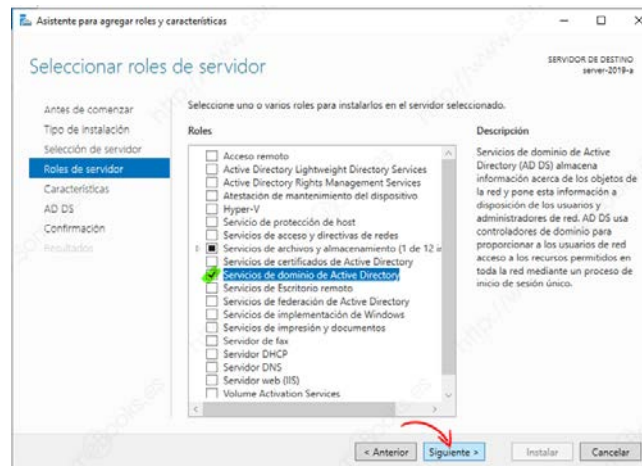 Asistente para agregar roles y características
Seleccionar roles de servidor
SERVIDOR DE DESTINO
server-2019-a
Antes de comenzar
Tipo de instalación
Selección de servidor
Roles de servidor
Características
AD DS
Confirmación
Resultados
Seleccione uno o varios roles para instalarlos en el servidor seleccionado.
Roles
Acceso remoto
Active Directory Lightweight Directory Services
Active Directory Rights Management Services
Atestación de mantenimiento del dispositivo
Hyper-V
Servicio de protección de host
Servicios de acceso y directivas de redes
Servicios de archivos y almacenamiento (1 de 12 in
Servicios de certificados de Active Directory
Servicios de dominio de Active Directory
Servicios de Escritorio remoto
Servicios de federación de Active Directory
Servicios de implementación de Windows
Servicios de impresión y documentos
Servidor de fax
Servidor DHCP
Servidor DNS
Servidor web (IIS)
Volume Activation Services
Descripción
Servicios de dominio de Active
Directory (AD DS) almacena
información acerca de los objetos de
la red y pone esta información a
disposición de los usuarios y
administradores de red. AD DS usa
controladores de dominio para
proporcionar a los usuarios de red
acceso a los recursos permitidos en
toda la red mediante un proceso de
inicio de sesión único.
< Anterior
Siguiente >
Instalar
Cancelar